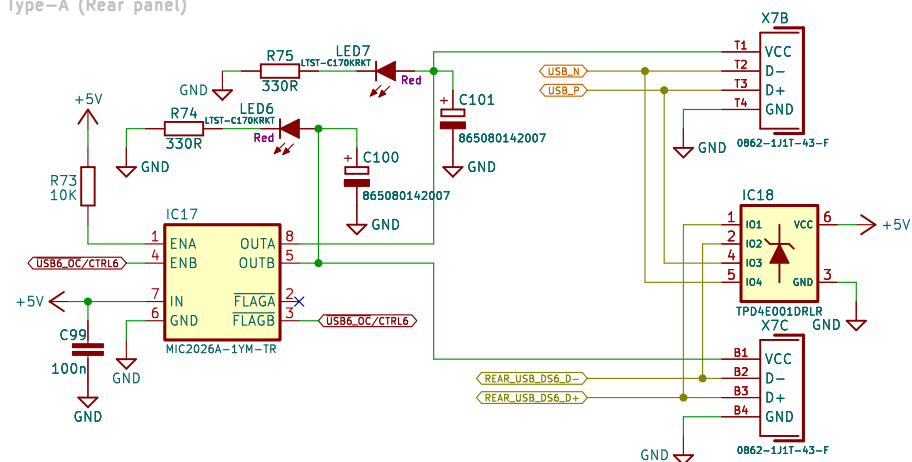 Type-A (Rear panel)
X7B
R75
LED7
LTST-C170KRKT
T1
VCC
USB_N
T2
D-
GND
330R
Red
USB_P
T3
D+
+5V
R74
LED6
LTST-C170KRKT
C101
T4
GND
330R
Red
865080142007
0862-1J1T-43-F
GND
C100
GND
GND
R73
10K
865080142007
IC18
IC17
GND
1
IO1
VCC
6
+5V
1
ENA
OUTA
8
2
IO2
USB6_OC/CTRL6
4
ENB
OUTB
5
4
IO3
5
IO4
GND
3
+5V
7
IN
FLAGA
2
6
GND
FLAGB
3
USB6_OC/CTRL6
TPD4E001DRLR
X7C
GND
C99
MIC2026A-1YM-TR
100n
GND
B1
VCC
REAR_USB_DS6_D-
B2
D-
REAR_USB_DS6_D+
B3
D+
GND
B4
GND
0862-1J1T-43-F
GND